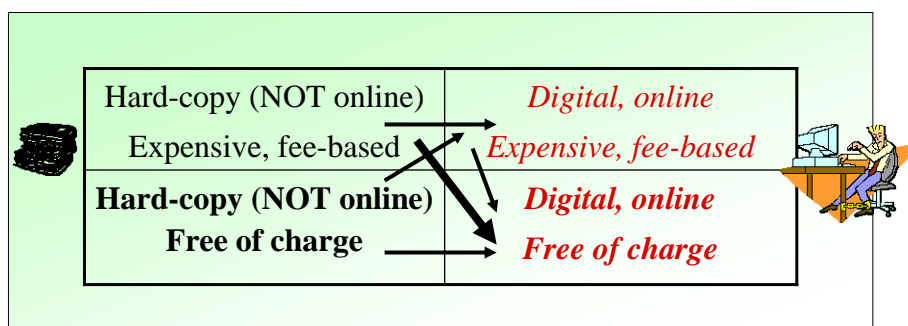 Hard-copy (NOT online)
Expensive, fee-based
Digital, online
Expensive, fee-based
Hard-copy (NOT online)
Free of charge
Digital, online
Free of charge